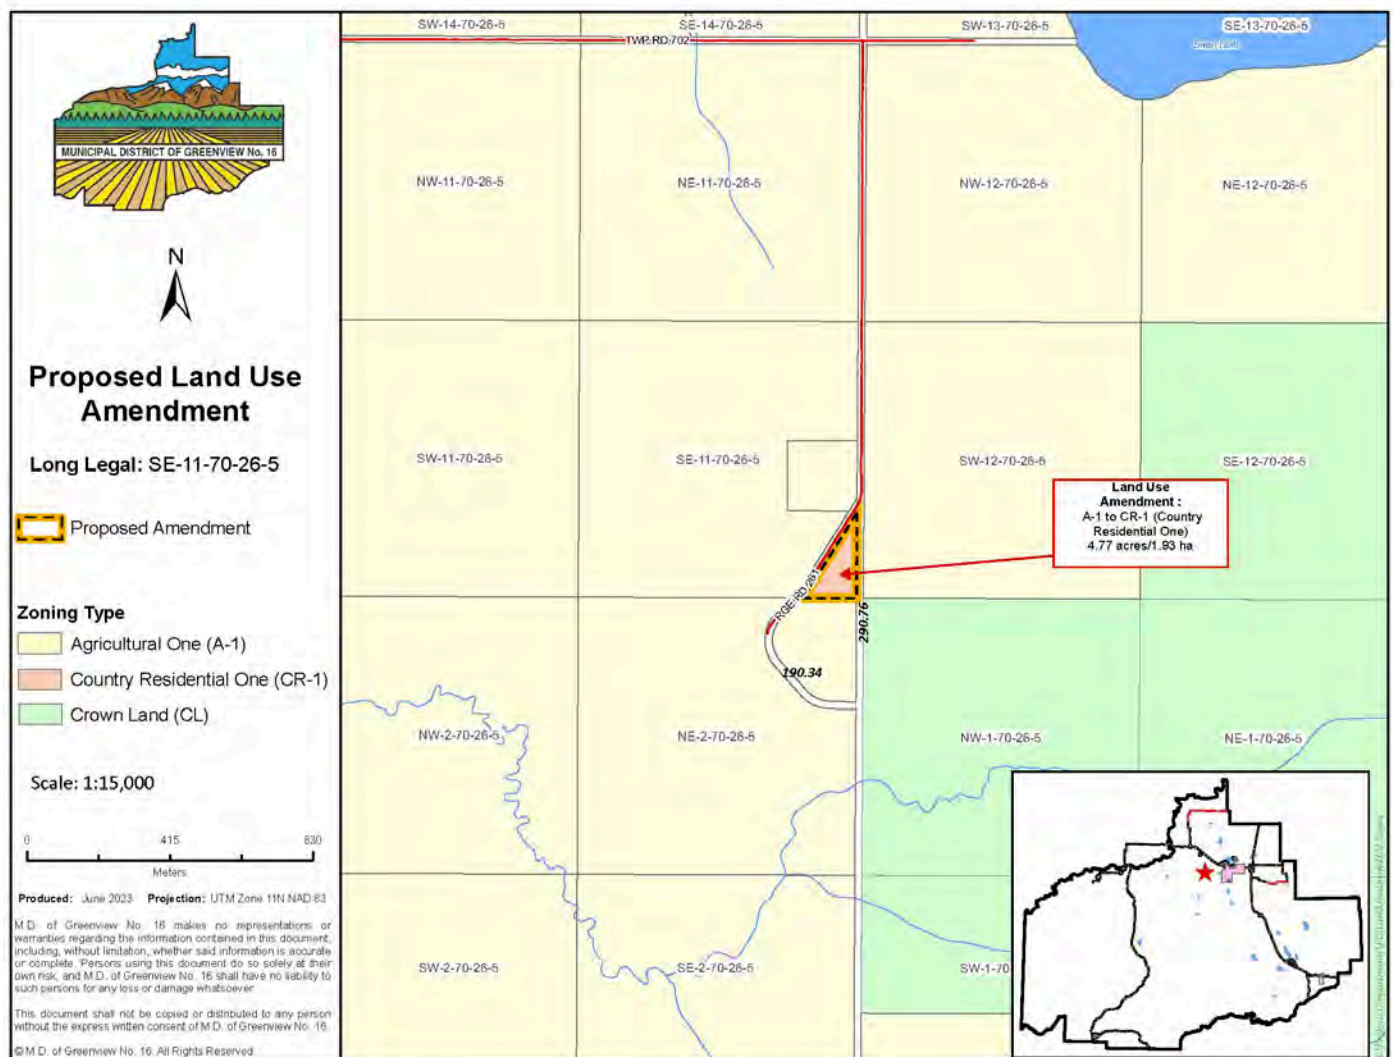 MUNICIPAL DISTRICT OF GREENVIEW No. 16
N
Proposed Land Use
Amendment
Long Legal: SE-11-70-26-5
Proposed Amendment
Zoning Type
Agricultural One (A-1)
Country Residential One (CR-1)
Crown Land (CL)
Scale: 1:15,000
0 415 830
Meters
Produced: June 2023 Projection: UTM Zone 11N NAD 83
M.D. of Greenview No. 16 makes no representations or
warranties regarding the information contained in this document,
including, without limitation, whether said information is accurate
or complete. Persons using this document do so solely at their
own risk, and M.D. of Greenview No. 16 shall have no liability to
such persons for any loss or damage whatsoever.
This document shall not be copied or distributed to any person
without the express written consent of M.D. of Greenview No. 16.
© M.D. of Greenview No. 16. All Rights Reserved.
SW-14-70-26-5 SE-14-70-26-5 SW-13-70-26-5 SE-13-70-26-5
TWP RD 702
Swan Lake
NW-11-70-26-5 NE-11-70-26-5 NW-12-70-26-5 NE-12-70-26-5
SW-11-70-26-5 SE-11-70-26-5 SW-12-70-26-5 SE-12-70-26-5
Land Use
Amendment :
A-1 to CR-1 (Country
Residential One)
4.77 acres/1.93 ha
RGE RD 261
290.76
190.34
NW-2-70-26-5 NE-2-70-26-5 NW-1-70-26-5 NE-1-70-26-5
SW-2-70-26-5 SE-2-70-26-5 SW-1-70